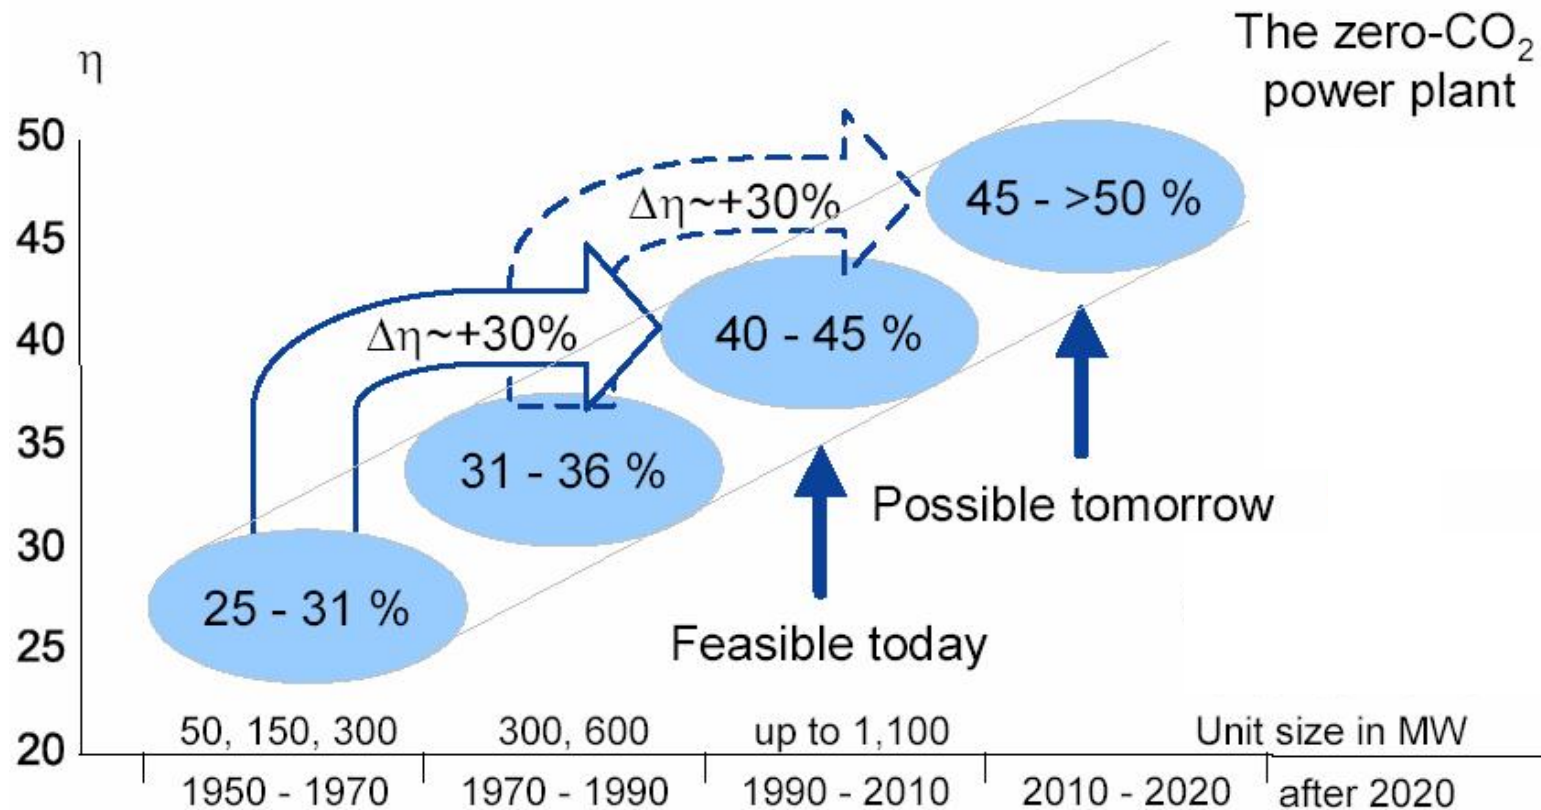 The zero-CO₂
power plant
η
50
45 - >50 %
Δη~+30%
45
40
Δη~+30%
40 - 45 %
35
31 - 36 %
Possible tomorrow
30
25 - 31 %
25
Feasible today
50, 150, 300
300, 600
up to 1,100
Unit size in MW
20
1950 - 1970
1970 - 1990
1990 - 2010
2010 - 2020
after 2020